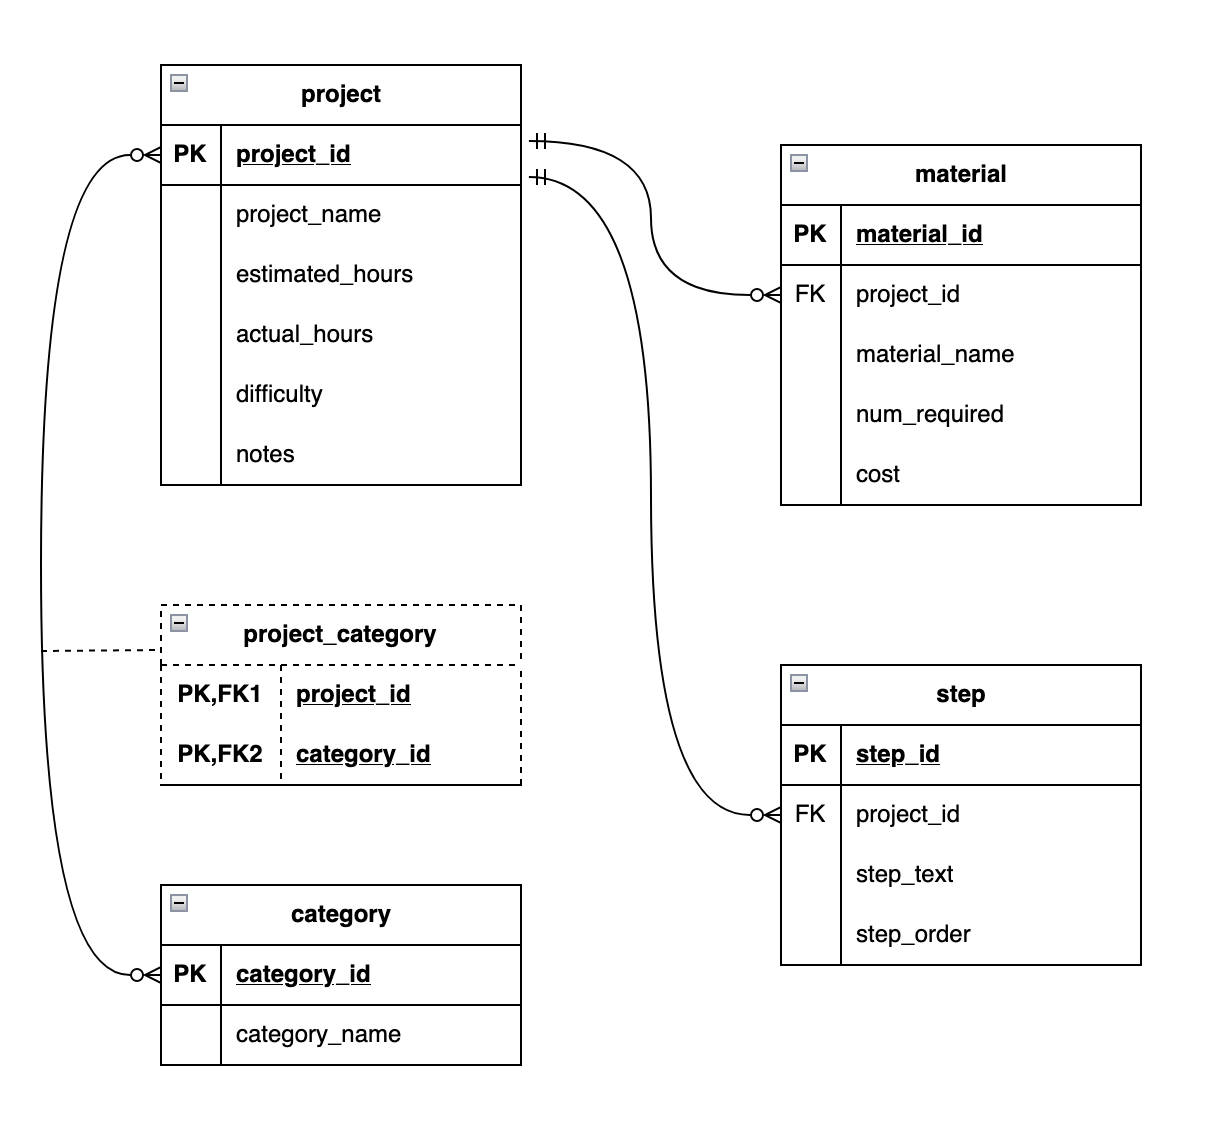 project
PK project_id
project_name
estimated_hours
actual_hours
difficulty
notes
material
PK material_id
FK project_id
material_name
num_required
cost
project_category
PK,FK1 project_id
PK,FK2 category_id
step
PK step_id
FK project_id
step_text
step_order
category
PK category_id
category_name